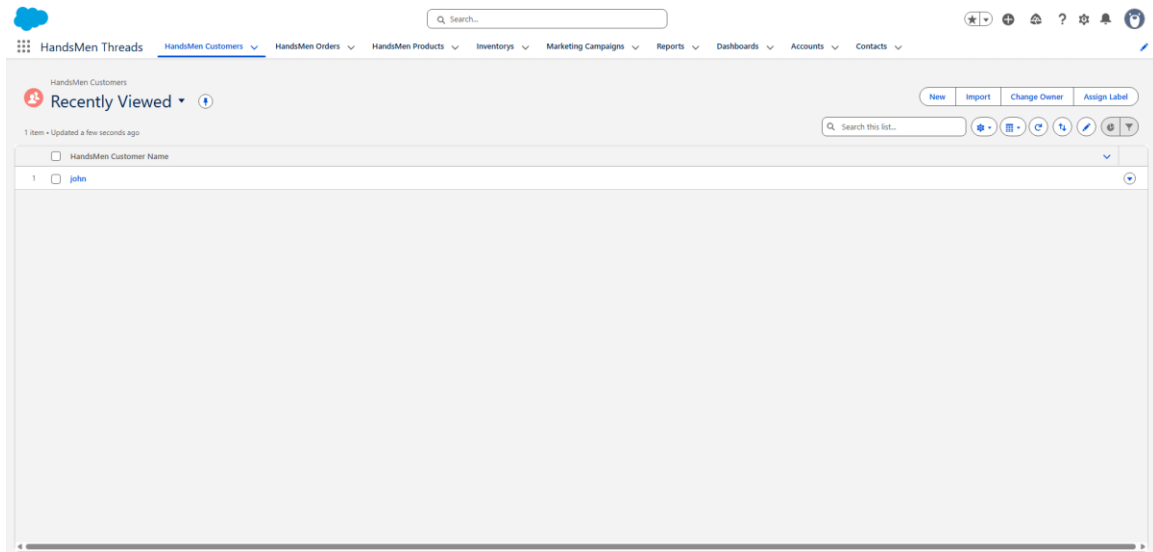 Search...
HandsMen Threads HandsMen Customers HandsMen Orders HandsMen Products Inventorys Marketing Campaigns Reports Dashboards Accounts Contacts
HandsMen Customers
Recently Viewed
New Import Change Owner Assign Label
1 item • Updated a few seconds ago
Search this list...
HandsMen Customer Name
1 john